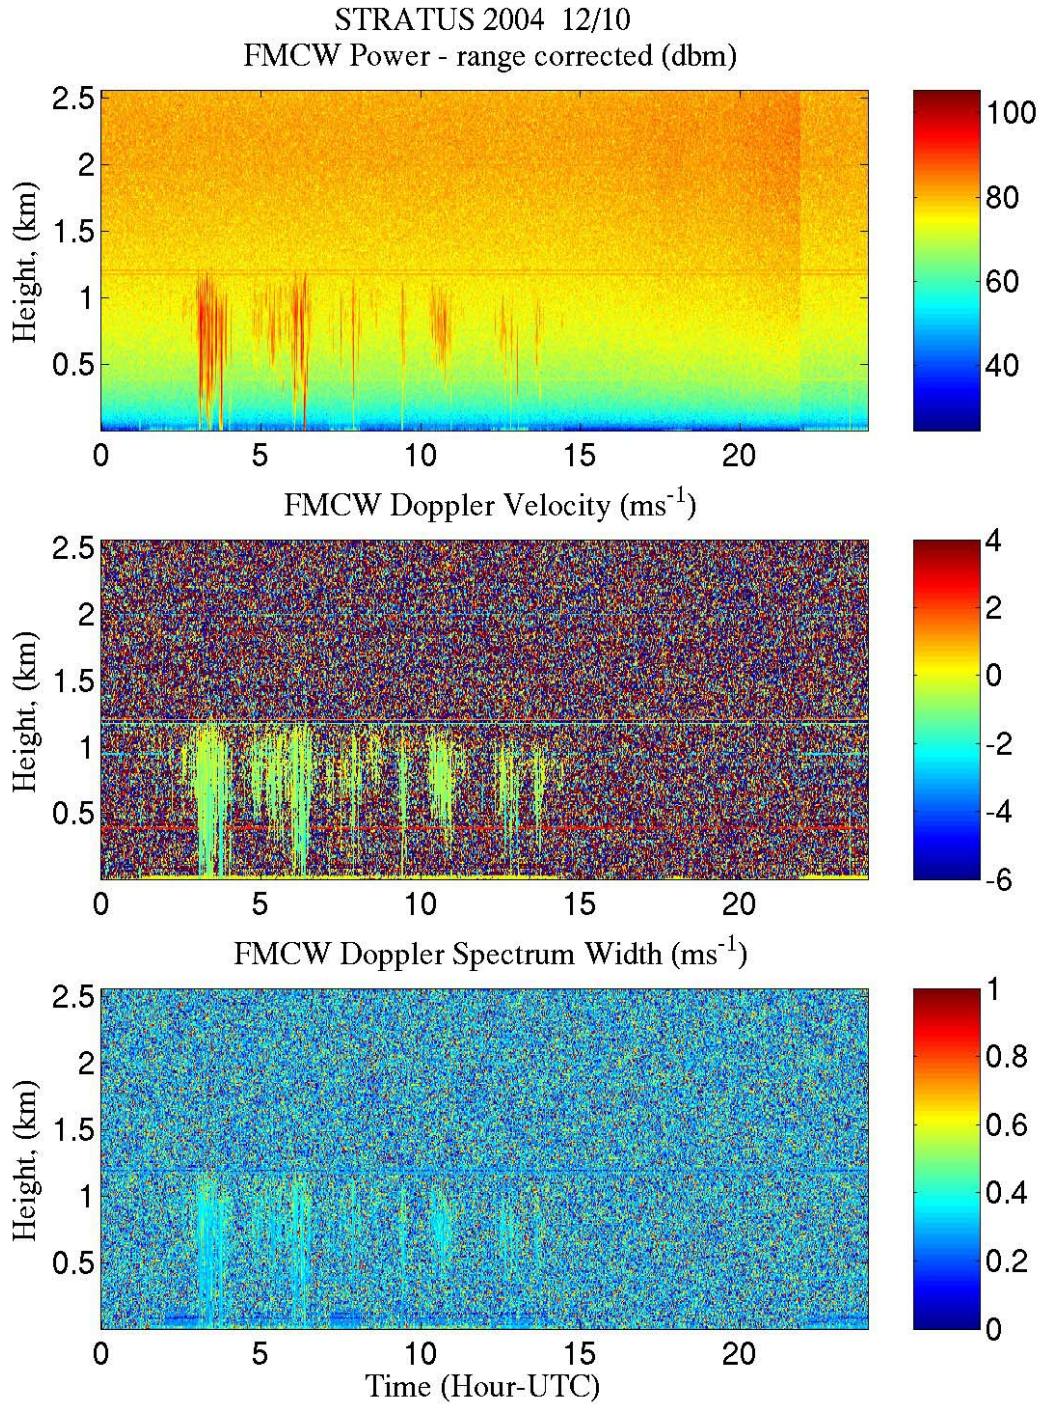 STRATUS 2004 12/10
FMCW Power - range corrected (dbm)
Height, (km)
2.5
2
1.5
1
0.5
0 5 10 15 20
100
80
60
40
FMCW Doppler Velocity (ms⁻¹)
Height, (km)
2.5
2
1.5
1
0.5
0 5 10 15 20
4
2
0
-2
-4
-6
FMCW Doppler Spectrum Width (ms⁻¹)
Height, (km)
2.5
2
1.5
1
0.5
0 5 10 15 20
1
0.8
0.6
0.4
0.2
0
Time (Hour-UTC)